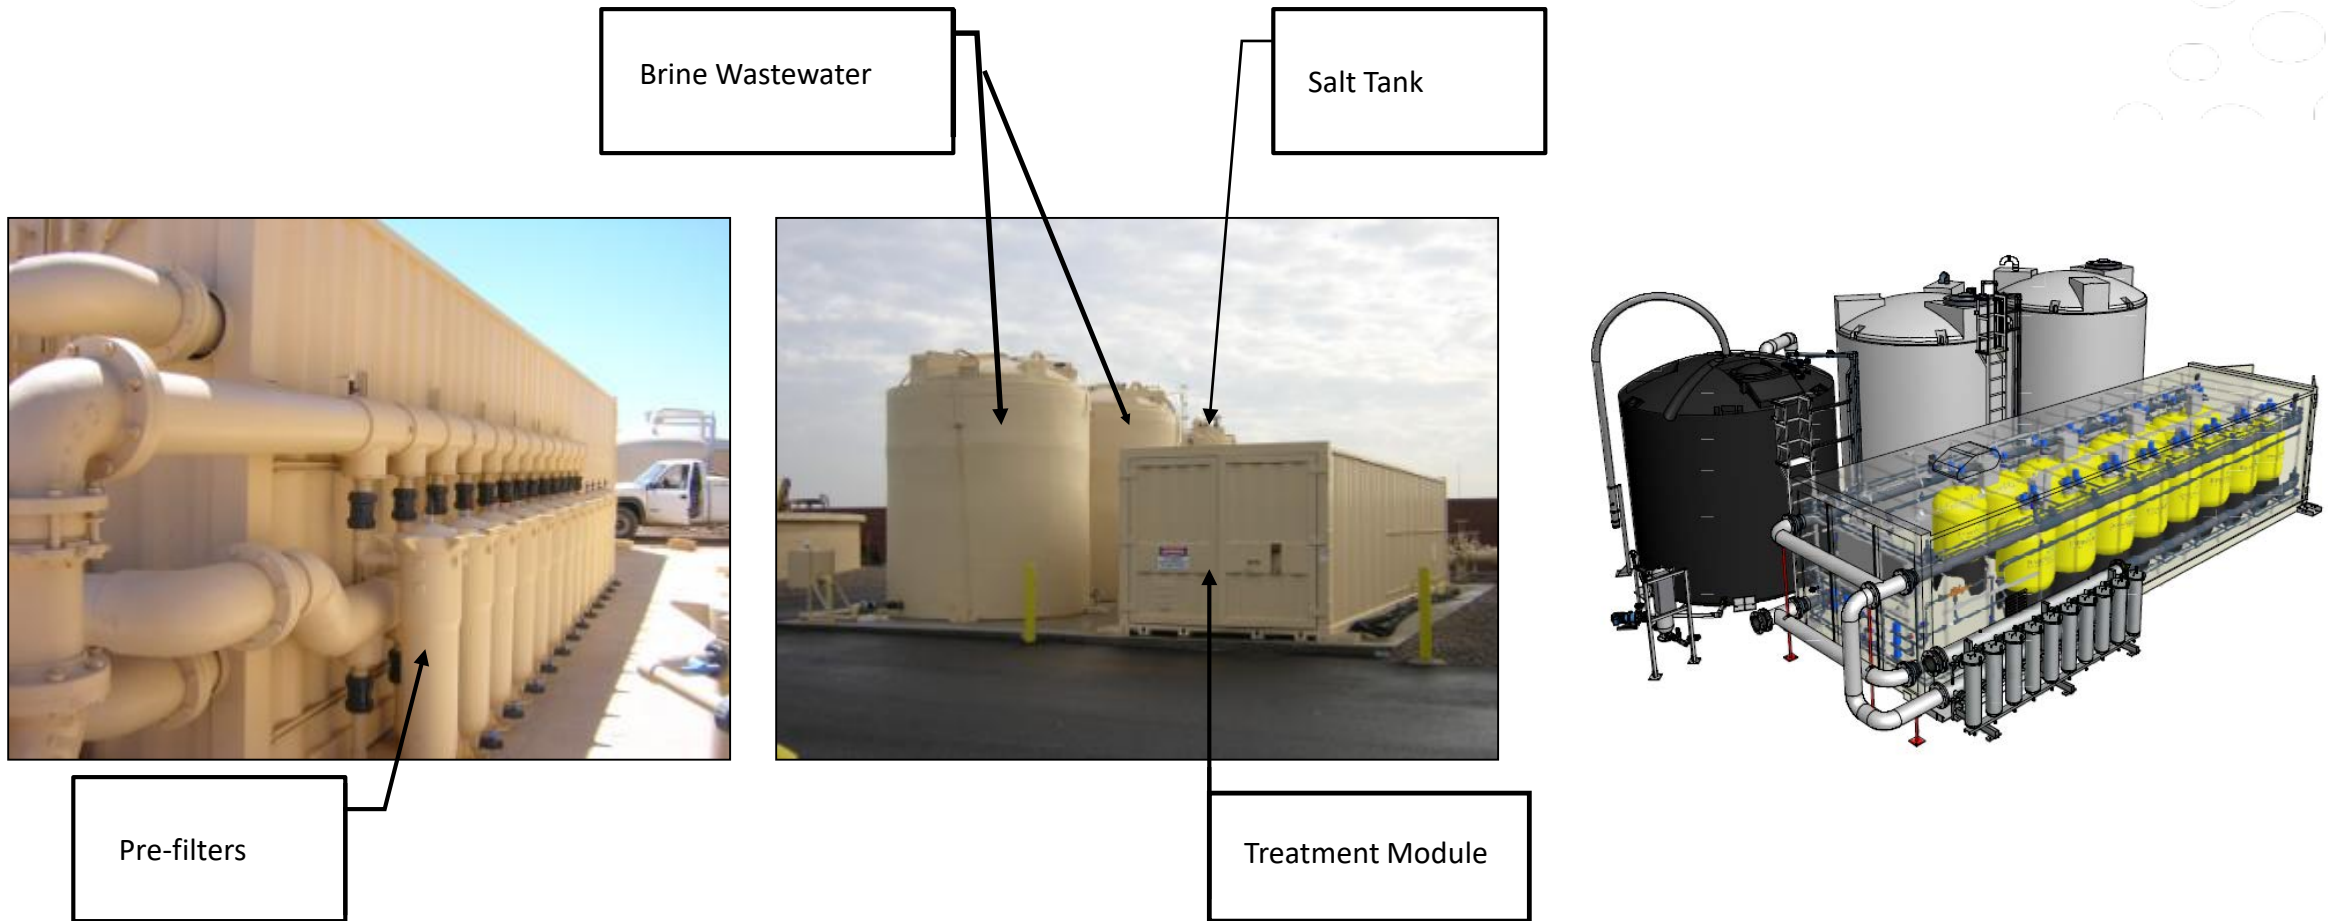 Brine Wastewater
Salt Tank
Pre-filters
Treatment Module